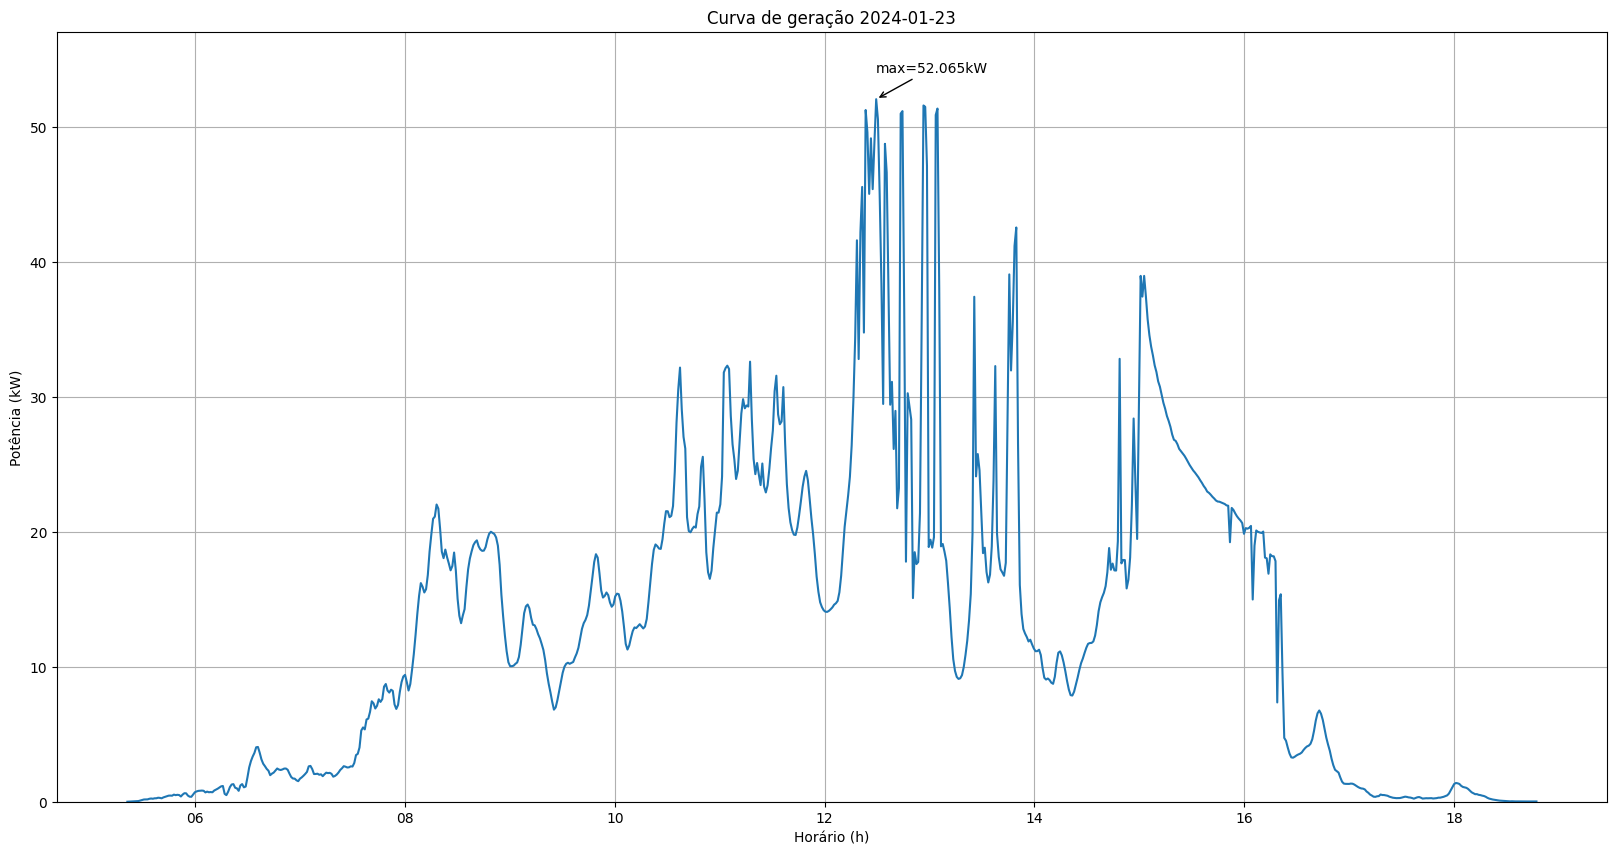 Curva de geração 2024-01-23
max=52.065kW
Potência (kW)
50
40
30
20
10
0
06 08 10 12 14 16 18
Horário (h)